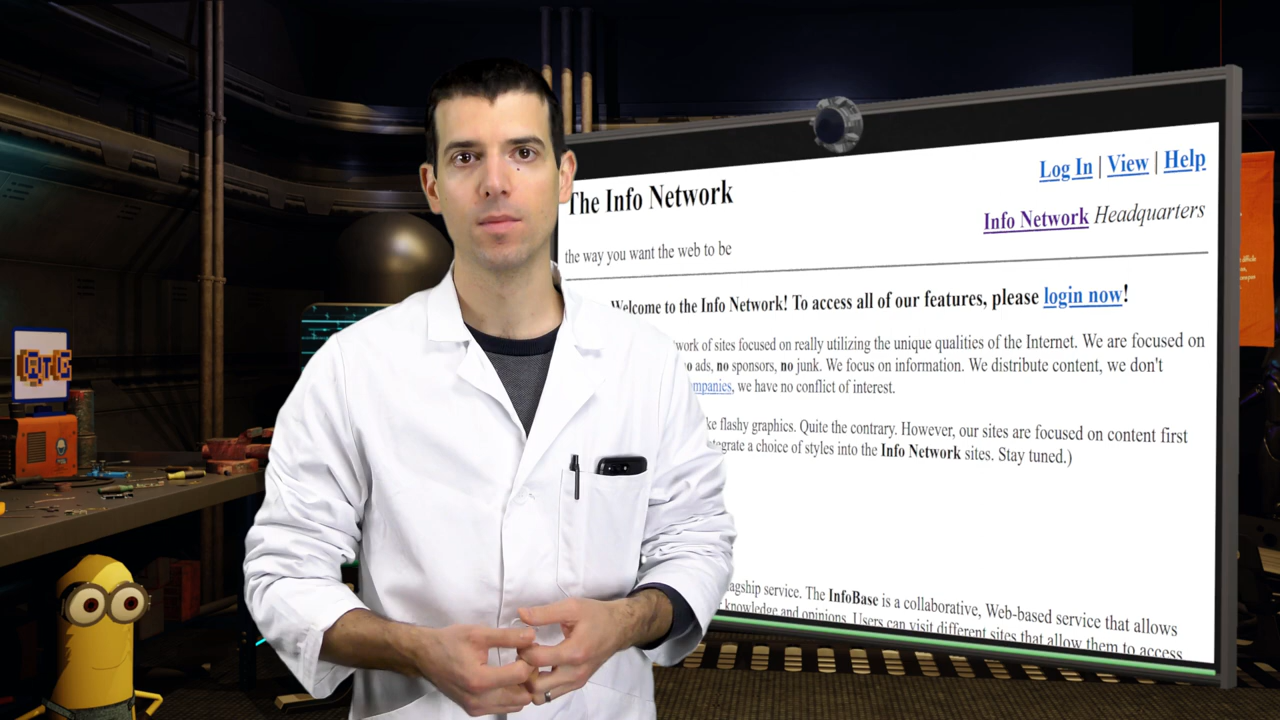 Log In | View | Help
The Info Network
Info Network Headquarters
the way you want the web to be
Welcome to the Info Network! To access all of our features, please login now!
of sites focused on really utilizing the unique qualities of the Internet. We are focused on
ads, no sponsors, no junk. We focus on information. We distribute content, we don't
we have no conflict of interest.
flashy graphics. Quite the contrary. However, our sites are focused on content first
a choice of styles into the Info Network sites. Stay tuned.)
service. The InfoBase is a collaborative, Web-based service that allows
knowledge and opinions. Users can visit different sites that allow them to access
ATG